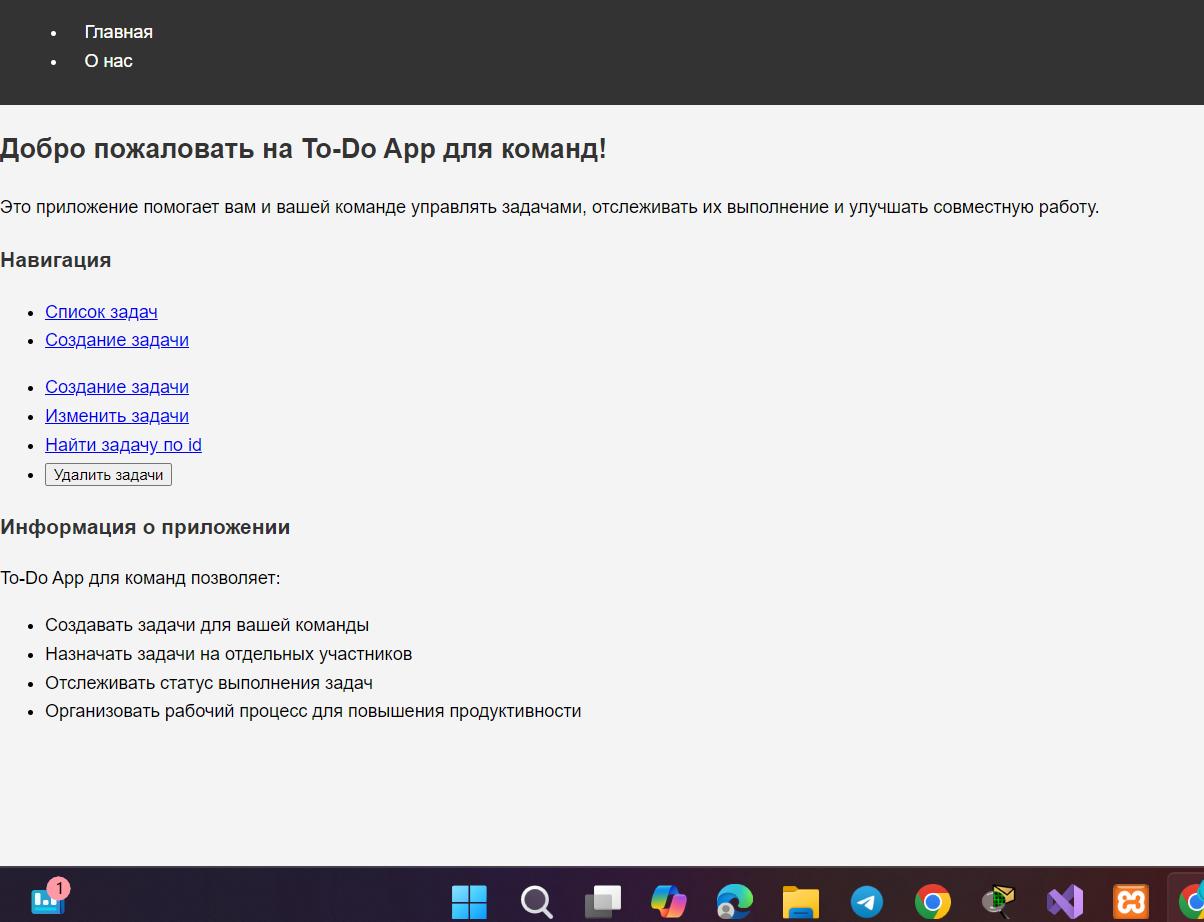 Главная
О нас
Добро пожаловать на To-Do App для команд!
Это приложение помогает вам и вашей команде управлять задачами, отслеживать их выполнение и улучшать совместную работу.
Навигация
Список задач
Создание задачи
Создание задачи
Изменить задачи
Найти задачу по id
Удалить задачи
Информация о приложении
To-Do App для команд позволяет:
Создавать задачи для вашей команды
Назначать задачи на отдельных участников
Отслеживать статус выполнения задач
Организовать рабочий процесс для повышения продуктивности
1